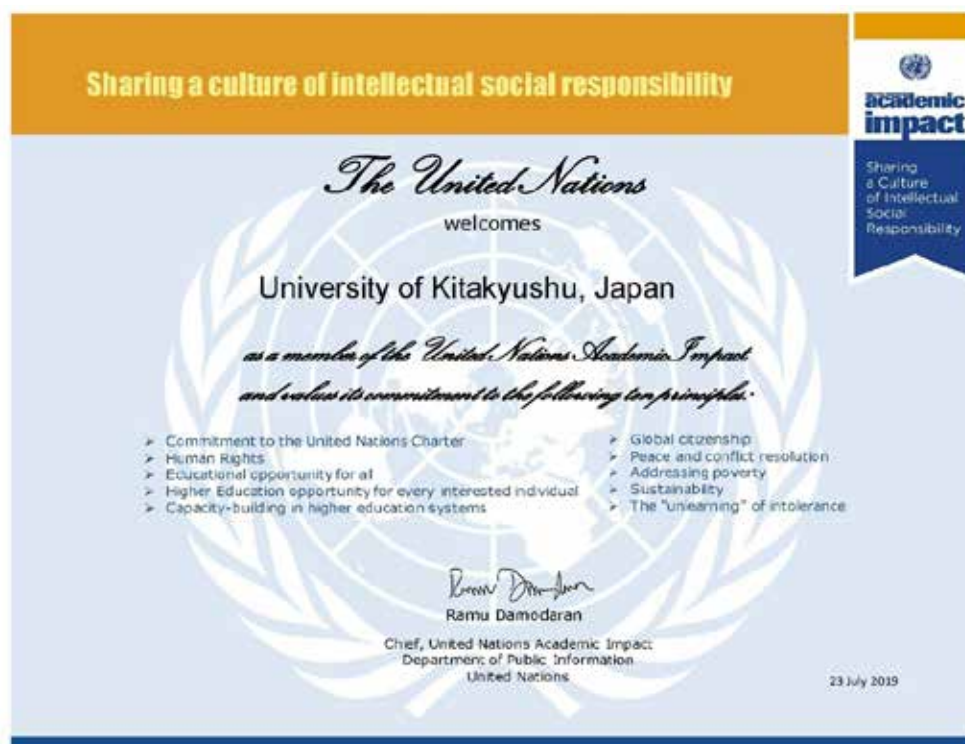 Sharing a culture of intellectual social responsibility
academic
impact
Sharing
a Culture
of Intellectual
Social
Responsibility
The United Nations
welcomes
University of Kitakyushu, Japan
as a member of the United Nations Academic Impact
and values its commitment to the following ten principles:
➤ Commitment to the United Nations Charter
➤ Human Rights
➤ Educational opportunity for all
➤ Higher Education opportunity for every interested individual
➤ Capacity-building in higher education systems
➤ Global citizenship
➤ Peace and conflict resolution
➤ Addressing poverty
➤ Sustainability
➤ The "unlearning" of intolerance
Ramu Damodaran
Chief, United Nations Academic Impact
Department of Public Information
United Nations
23 July 2019